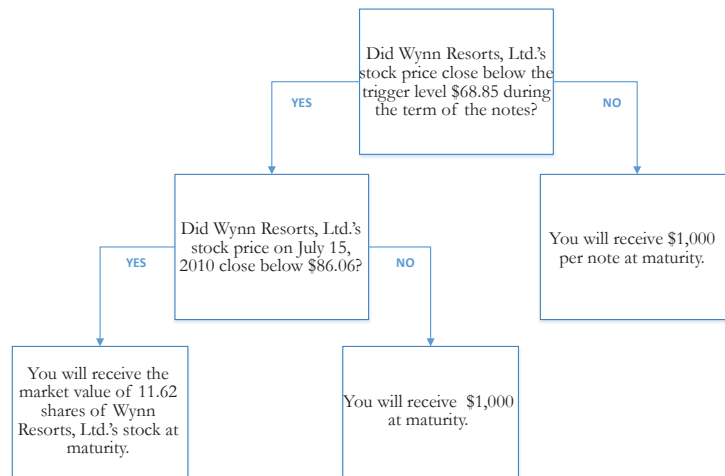 Did Wynn Resorts, Ltd.'s
stock price close below the
trigger level $68.85 during
the term of the notes?
YES
NO
Did Wynn Resorts, Ltd.'s
stock price on July 15,
2010 close below $86.06?
You will receive $1,000
per note at maturity.
YES
NO
You will receive the
market value of 11.62
shares of Wynn
Resorts, Ltd.'s stock at
maturity.
You will receive $1,000
at maturity.